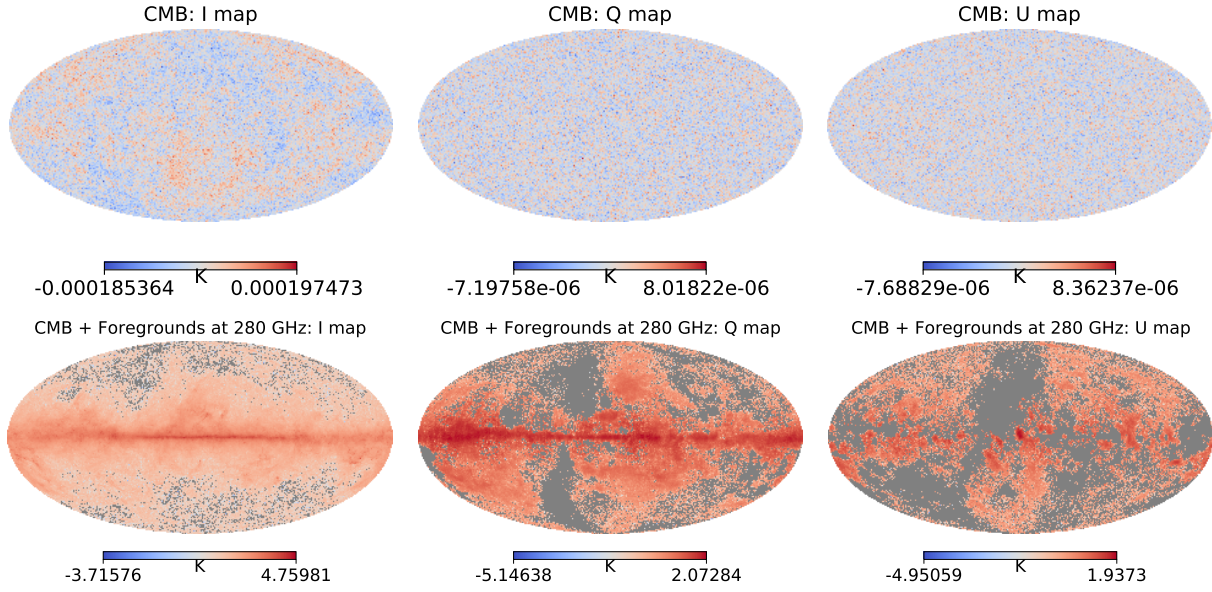 CMB: I map
CMB: Q map
CMB: U map
K
-0.000185364 0.000197473
K
-7.19758e-06 8.01822e-06
K
-7.68829e-06 8.36237e-06
CMB + Foregrounds at 280 GHz: I map
CMB + Foregrounds at 280 GHz: Q map
CMB + Foregrounds at 280 GHz: U map
K
-3.71576 4.75981
K
-5.14638 2.07284
K
-4.95059 1.9373